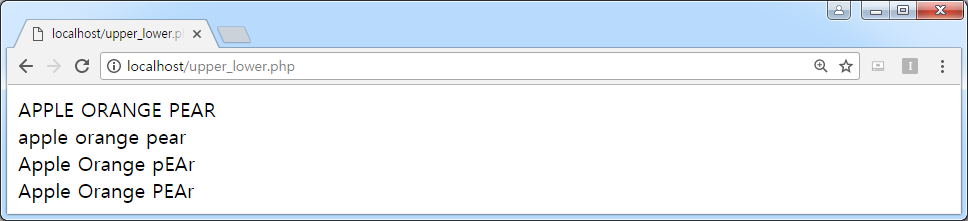 localhost/upper_lower.p
localhost/upper_lower.php
APPLE ORANGE PEAR
apple orange pear
Apple Orange pEAr
Apple Orange PEAr